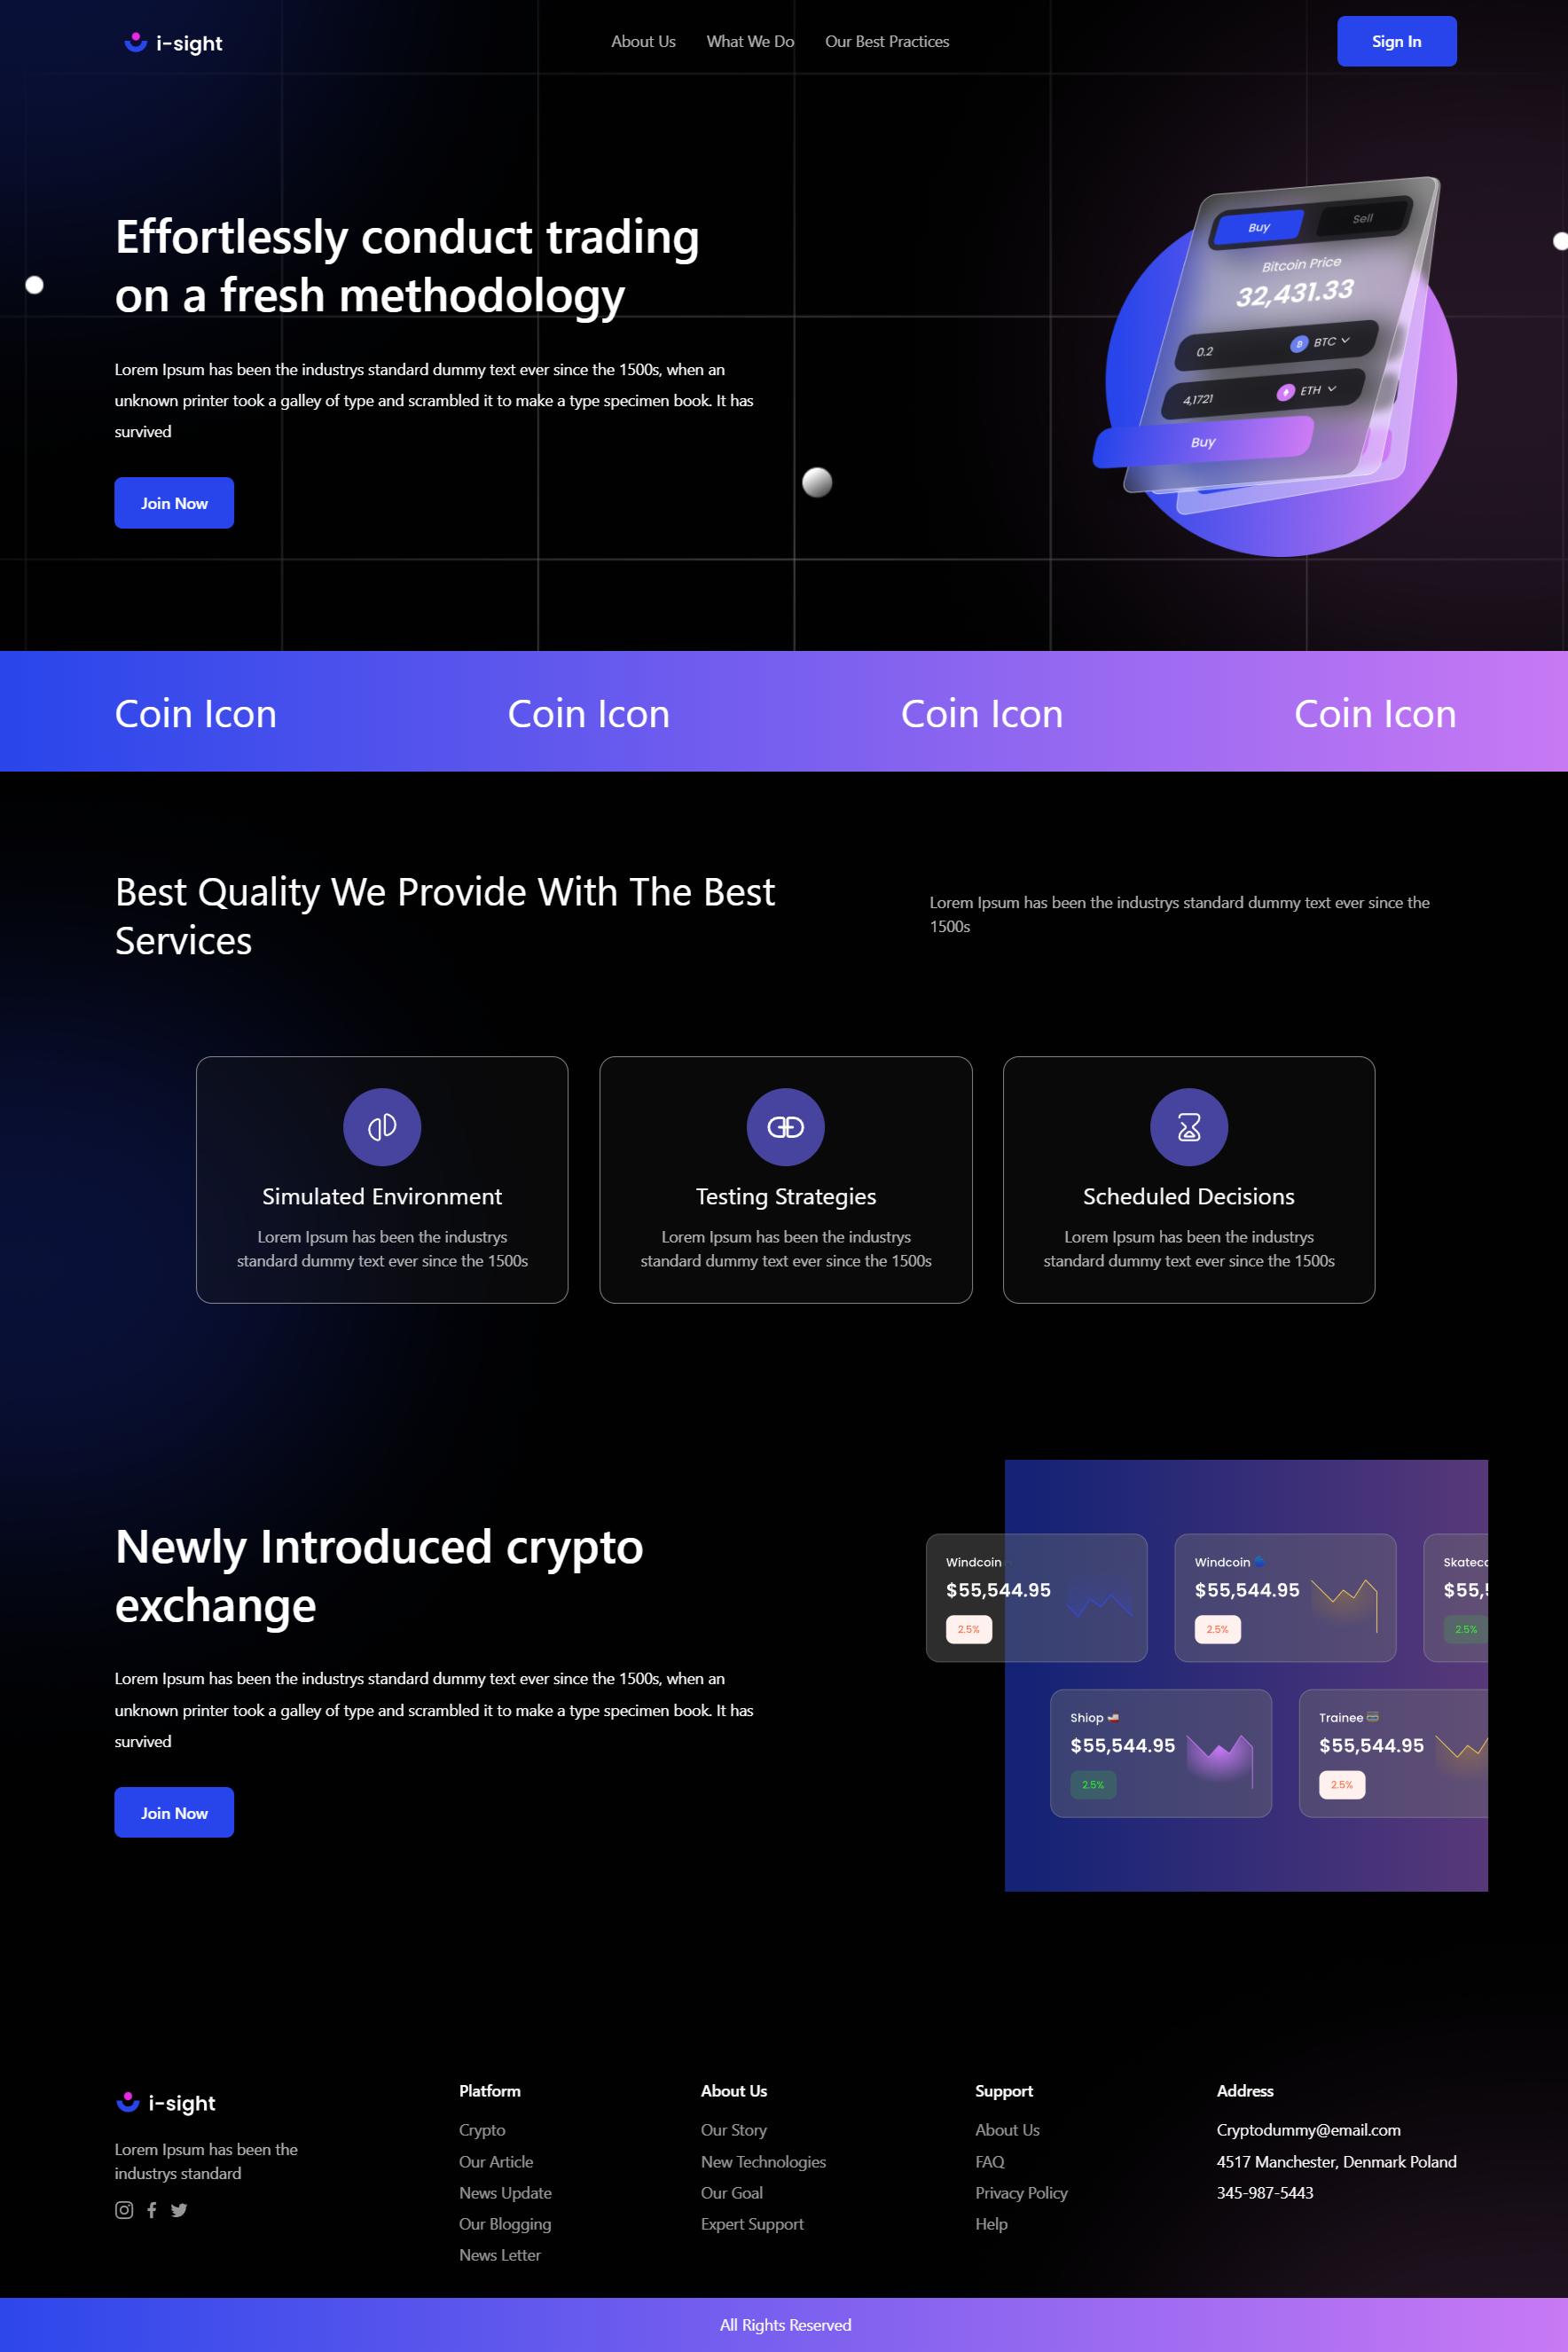 i-sight
About Us
What We Do
Our Best Practices
Sign In
Effortlessly conduct trading
on a fresh methodology
Lorem Ipsum has been the industrys standard dummy text ever since the 1500s, when an
unknown printer took a galley of type and scrambled it to make a type specimen book. It has
survived
Join Now
Buy
Sell
Bitcoin Price
32,431.33
0.2
BTC
4,1721
ETH
Buy
Coin Icon
Coin Icon
Coin Icon
Coin Icon
Best Quality We Provide With The Best
Services
Lorem Ipsum has been the industrys standard dummy text ever since the
1500s
Simulated Environment
Lorem Ipsum has been the industrys
standard dummy text ever since the 1500s
Testing Strategies
Lorem Ipsum has been the industrys
standard dummy text ever since the 1500s
Scheduled Decisions
Lorem Ipsum has been the industrys
standard dummy text ever since the 1500s
Newly Introduced crypto
exchange
Lorem Ipsum has been the industrys standard dummy text ever since the 1500s, when an
unknown printer took a galley of type and scrambled it to make a type specimen book. It has
survived
Join Now
Windcoin
$55,544.95
2.5%
Windcoin
$55,544.95
2.5%
2.5%
Shiop
$55,544.95
2.5%
Trainee
$55,544.95
2.5%
i-sight
Lorem Ipsum has been the
industrys standard
Platform
Crypto
Our Article
News Update
Our Blogging
News Letter
About Us
Our Story
New Technologies
Our Goal
Expert Support
Support
About Us
FAQ
Privacy Policy
Help
Address
Cryptodummy@email.com
4517 Manchester, Denmark Poland
345-987-5443
All Rights Reserved